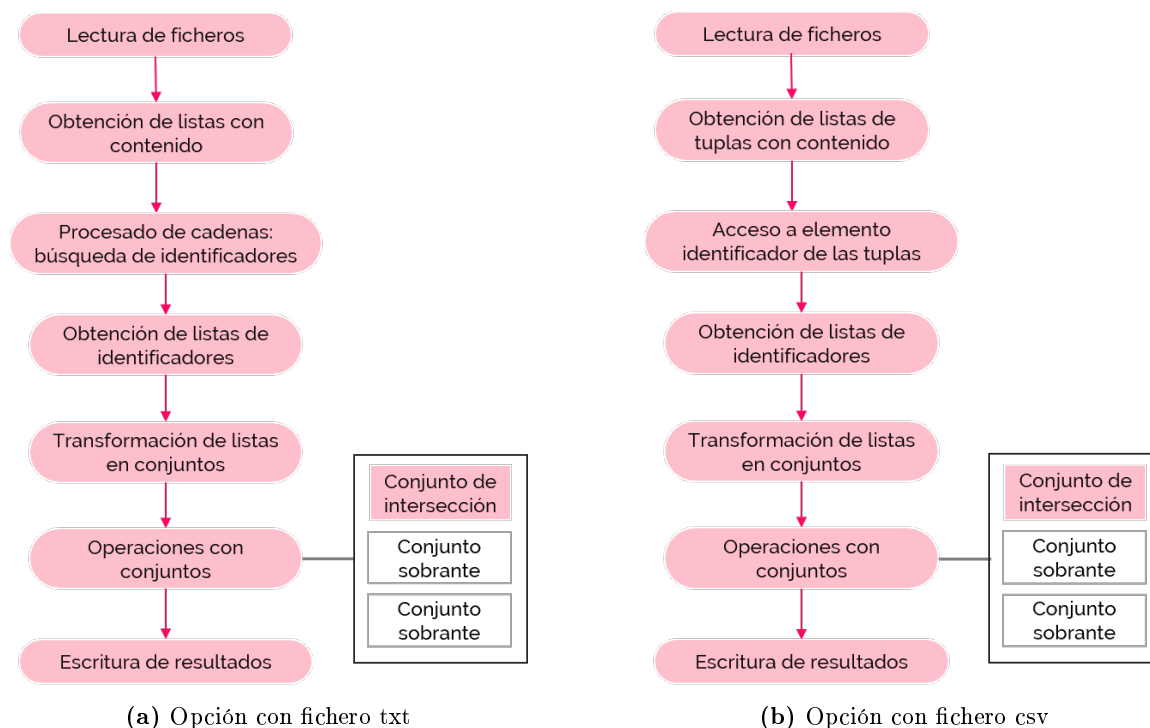 Lectura de ficheros
Obtención de listas con
contenido
Procesado de cadenas:
búsqueda de identificadores
Obtención de listas de
identificadores
Transformación de listas
en conjuntos
Operaciones con
conjuntos
Conjunto de
intersección
Conjunto
sobrante
Conjunto
sobrante
Escritura de resultados
(a) Opción con fichero txt
Lectura de ficheros
Obtención de listas de
tuplas con contenido
Acceso a elemento
identificador de las tuplas
Obtención de listas de
identificadores
Transformación de listas
en conjuntos
Operaciones con
conjuntos
Conjunto de
intersección
Conjunto
sobrante
Conjunto
sobrante
Escritura de resultados
(b) Opción con fichero csv